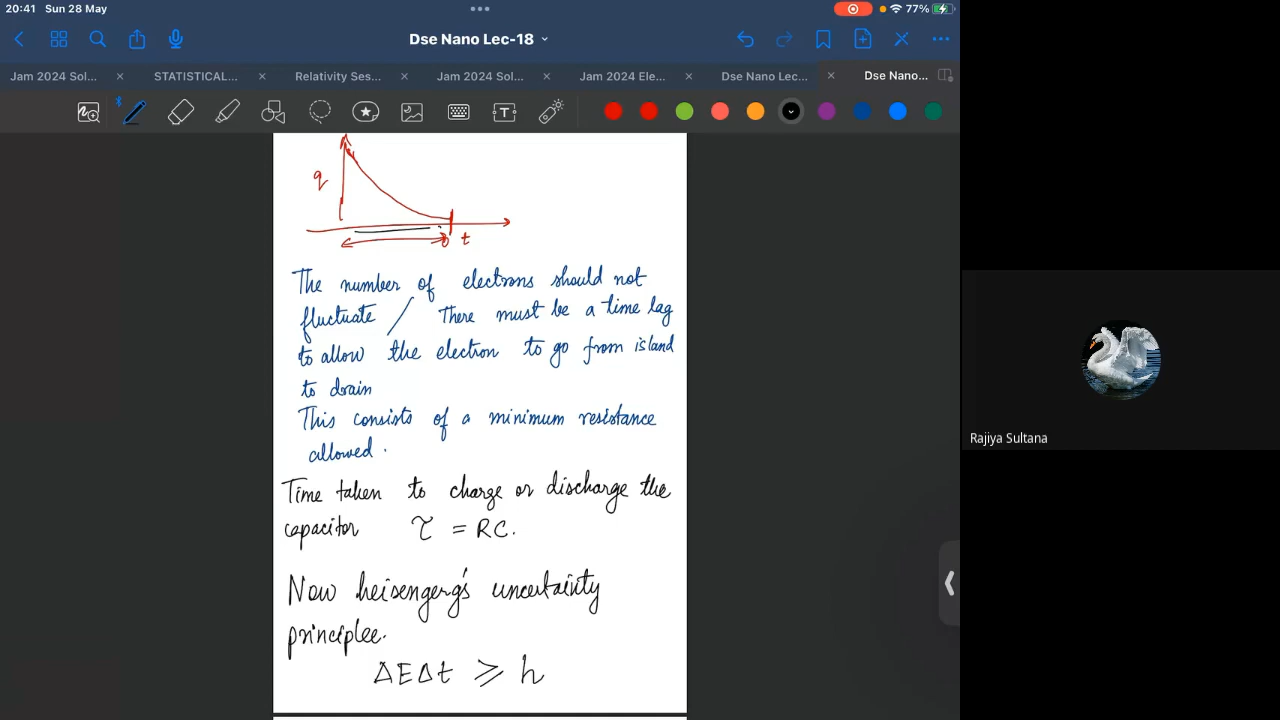 20:41 Sun 28 May
77%
Dse Nano Lec-18
Jam 2024 Sol...
STATISTICAL...
Relativity Ses...
Jam 2024 Sol...
Jam 2024 Ele...
Dse Nano Lec...
Dse Nano...
q
t
The number of electrons should not
fluctuate / There must be a time lag
to allow the electron to go from island
to drain
This consists of a minimum resistance
allowed.
Time taken to charge or discharge the
capacitor τ = RC.
Now heisengerg's uncertainty
principlee.
ΔEΔt ≥ h
Rajiya Sultana